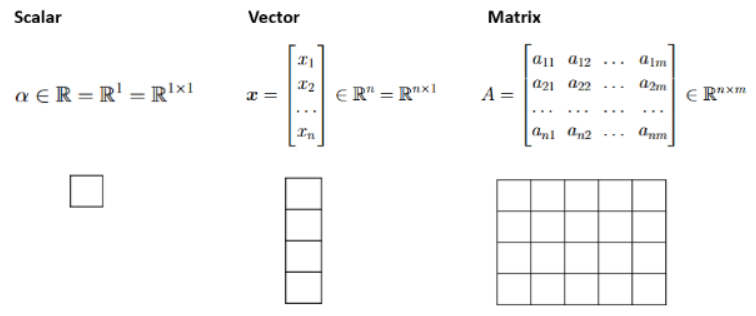 Scalar Vector Matrix
α ∈ ℝ = ℝ¹ = ℝ¹ˣ¹
x = [x₁ x₂ ... xₙ] ∈ ℝⁿ = ℝⁿˣ¹
A = [a₁₁ a₁₂ ... a₁ₘ
a₂₁ a₂₂ ... a₂ₘ
... ... ... ...
aₙ₁ aₙ₂ ... aₙₘ] ∈ ℝⁿˣᵐ